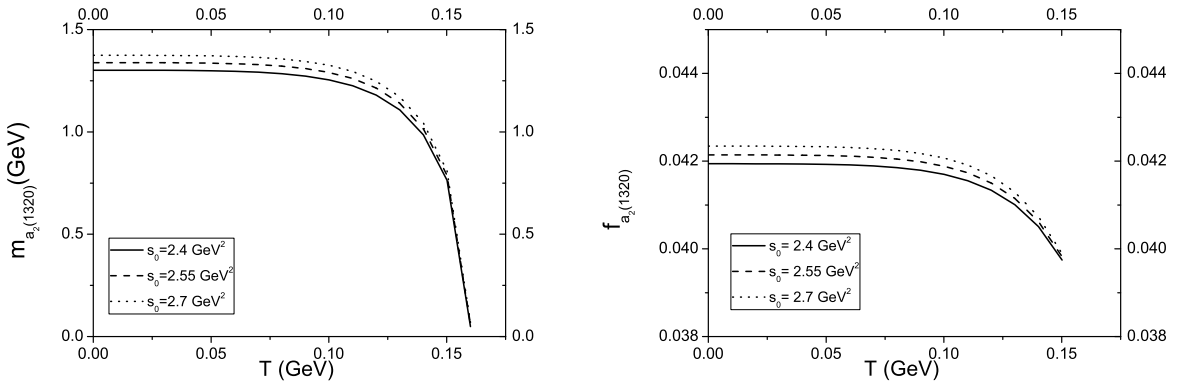 0.00 0.05 0.10 0.15
1.5 1.5
1.0 1.0
0.5 0.5
0.0 0.0
m_{a_2(1320)}(GeV)
s_0=2.4 GeV^2
s_0=2.55 GeV^2
s_0=2.7 GeV^2
0.00 0.05 0.10 0.15
T (GeV)
0.00 0.05 0.10 0.15
0.044 0.044
0.042 0.042
0.040 0.040
0.038 0.038
f_{a_2(1320)}
s_0= 2.4 GeV^2
s_0= 2.55 GeV^2
s_0= 2.7 GeV^2
0.00 0.05 0.10 0.15
T (GeV)